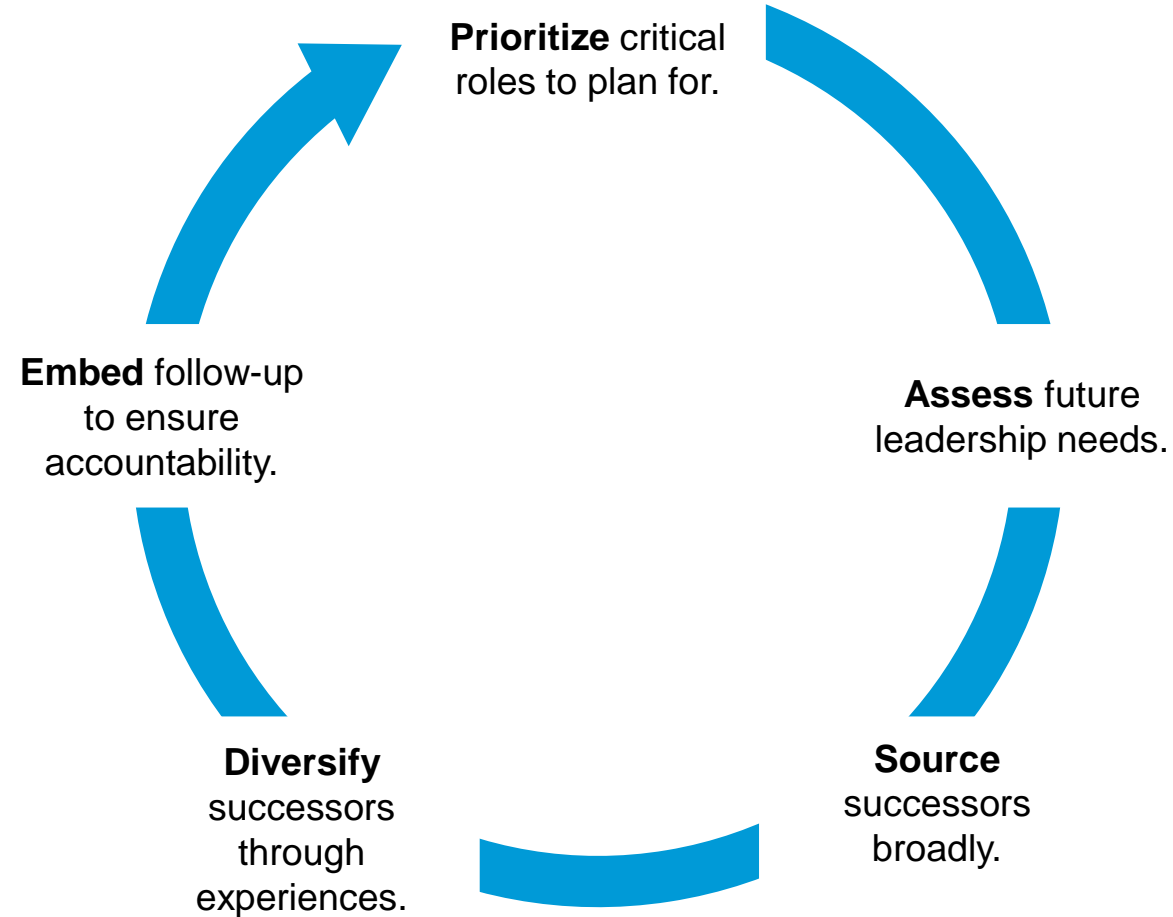 Prioritize critical
roles to plan for.
Assess future
leadership needs.
Source
successors
broadly.
Diversify
successors
through
experiences.
Embed follow-up
to ensure
accountability.